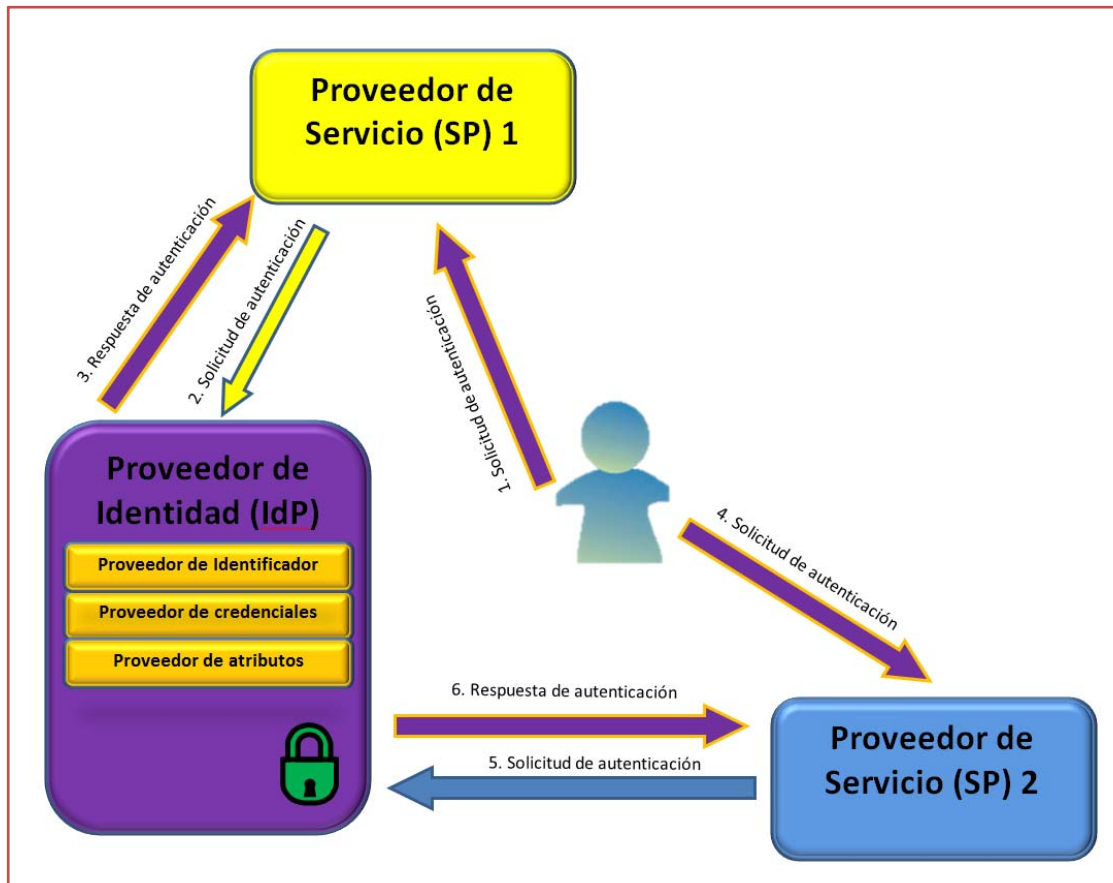 Proveedor de
Servicio (SP) 1
3. Respuesta de autenticación
2. Solicitud de autenticación
1. Solicitud de autenticación
Proveedor de
Identidad (IdP)
Proveedor de Identificador
Proveedor de credenciales
Proveedor de atributos
4. Solicitud de autenticación
6. Respuesta de autenticación
5. Solicitud de autenticación
Proveedor de
Servicio (SP) 2